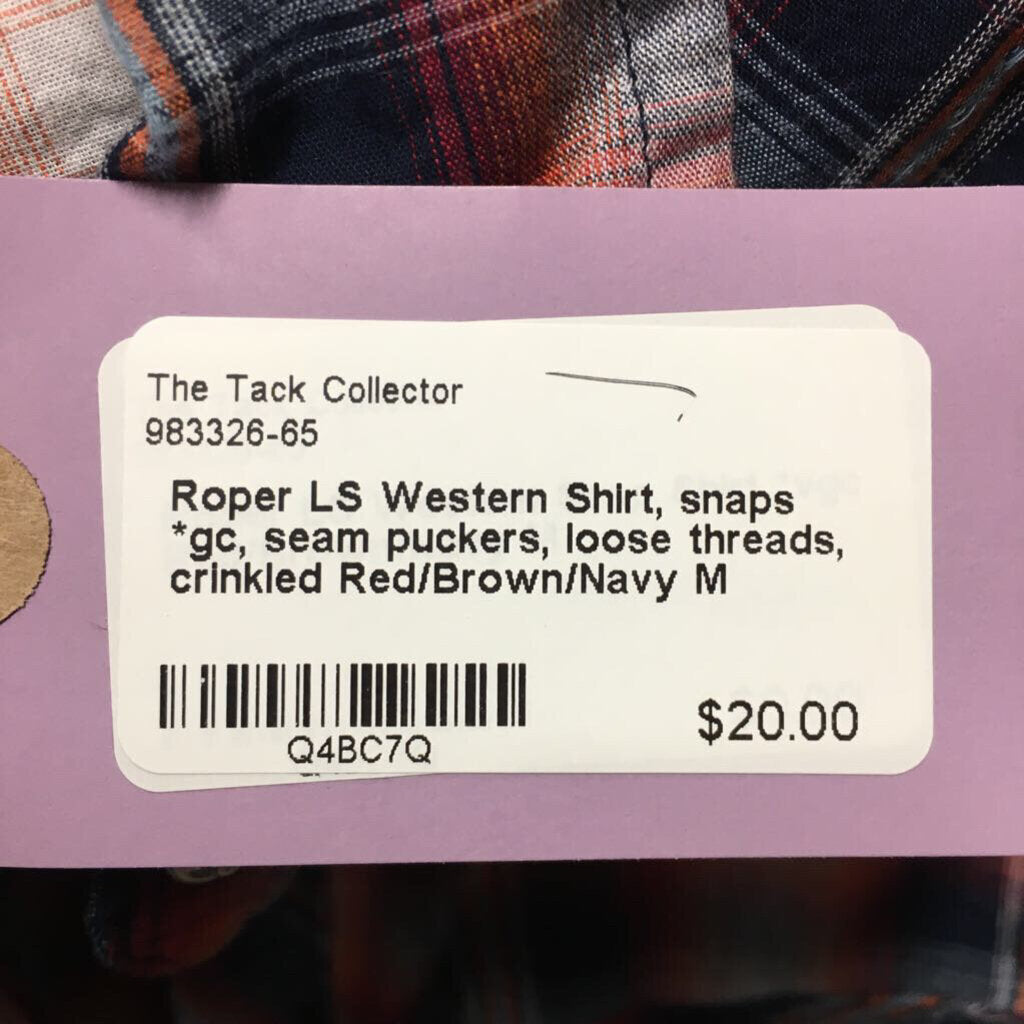 The Tack Collector
983326-65
Roper LS Western Shirt, snaps
*gc, seam puckers, loose threads,
crinkled Red/Brown/Navy M
Q4BC7Q
$20.00